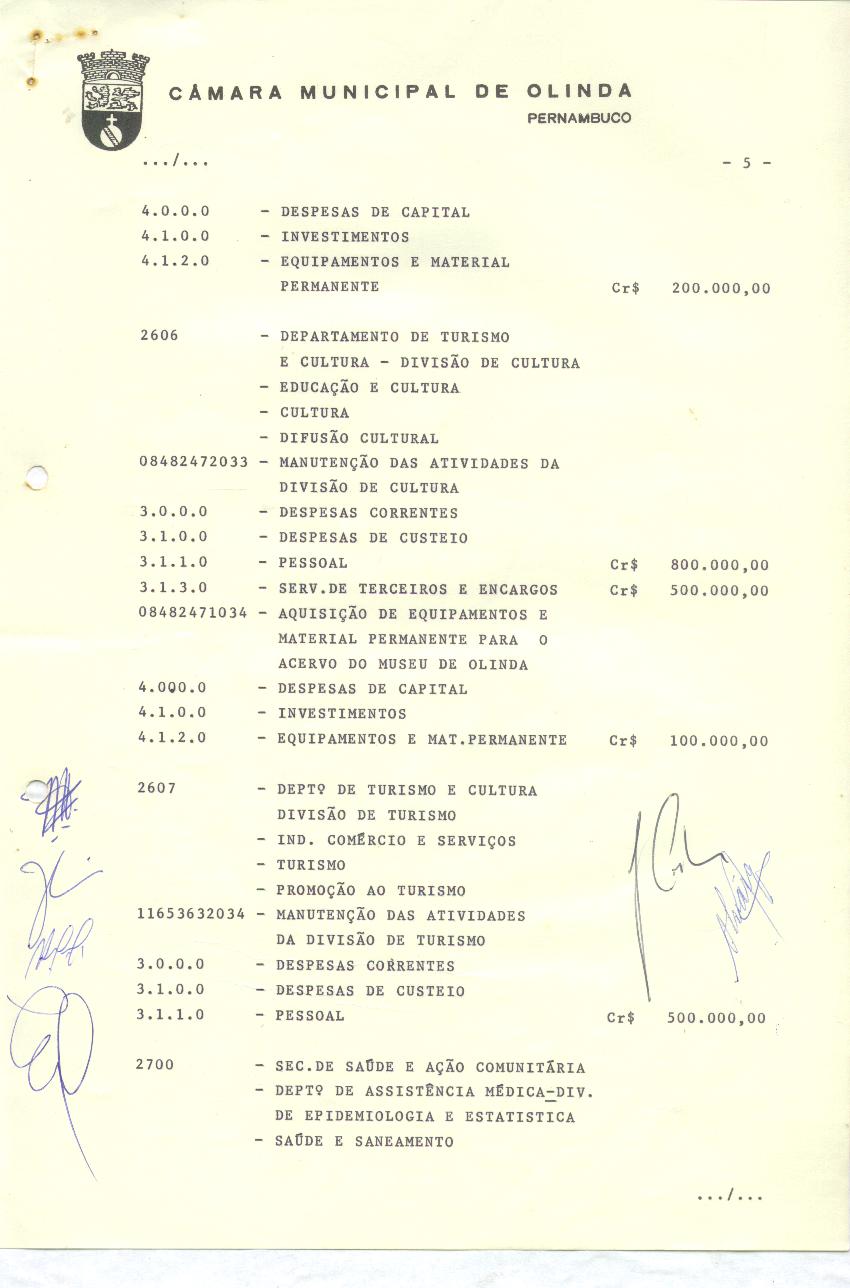 CÂMARA MUNICIPAL DE OLINDA
PERNAMBUCO
.../... - 5 -
4.0.0.0 - DESPESAS DE CAPITAL
4.1.0.0 - INVESTIMENTOS
4.1.2.0 - EQUIPAMENTOS E MATERIAL
PERMANENTE Cr$ 200.000,00
2606 - DEPARTAMENTO DE TURISMO
E CULTURA - DIVISÃO DE CULTURA
- EDUCAÇÃO E CULTURA
- CULTURA
- DIFUSÃO CULTURAL
08482472033 - MANUTENÇÃO DAS ATIVIDADES DA
DIVISÃO DE CULTURA
3.0.0.0 - DESPESAS CORRENTES
3.1.0.0 - DESPESAS DE CUSTEIO
3.1.1.0 - PESSOAL Cr$ 800.000,00
3.1.3.0 - SERV.DE TERCEIROS E ENCARGOS Cr$ 500.000,00
08482471034 - AQUISIÇÃO DE EQUIPAMENTOS E
MATERIAL PERMANENTE PARA O
ACERVO DO MUSEU DE OLINDA
4.000.0 - DESPESAS DE CAPITAL
4.1.0.0 - INVESTIMENTOS
4.1.2.0 - EQUIPAMENTOS E MAT.PERMANENTE Cr$ 100.000,00
2607 - DEPTº DE TURISMO E CULTURA
DIVISÃO DE TURISMO
- IND. COMÉRCIO E SERVIÇOS
- TURISMO
- PROMOÇÃO AO TURISMO
11653632034 - MANUTENÇÃO DAS ATIVIDADES
DA DIVISÃO DE TURISMO
3.0.0.0 - DESPESAS CORRENTES
3.1.0.0 - DESPESAS DE CUSTEIO
3.1.1.0 - PESSOAL Cr$ 500.000,00
2700 - SEC.DE SAÚDE E AÇÃO COMUNITÁRIA
- DEPTº DE ASSISTÊNCIA MÉDICA-DIV.
DE EPIDEMIOLOGIA E ESTATISTICA
- SAÚDE E SANEAMENTO
.../...